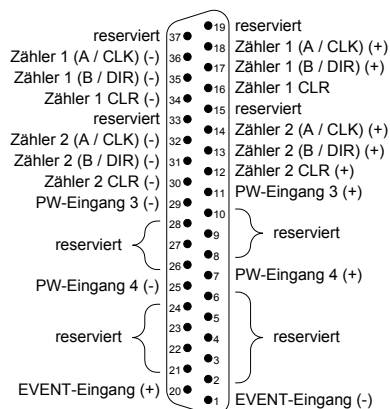 reserviert 37 19 reserviert
Zähler 1 (A / CLK) (-) 36 18 Zähler 1 (A / CLK) (+)
Zähler 1 (B / DIR) (-) 35 17 Zähler 1 (B / DIR) (+)
Zähler 1 CLR (-) 34 16 Zähler 1 CLR
reserviert 33 15 reserviert
Zähler 2 (A / CLK) (-) 32 14 Zähler 2 (A / CLK) (+)
Zähler 2 (B / DIR) (-) 31 13 Zähler 2 (B / DIR) (+)
Zähler 2 CLR (-) 30 12 Zähler 2 CLR (+)
PW-Eingang 3 (-) 29 11 PW-Eingang 3 (+)
28 10
reserviert 27 9 reserviert
26 8
PW-Eingang 4 (-) 25 7 PW-Eingang 4 (+)
24 6
23 5
reserviert 22 4 reserviert
21 3
2
EVENT-Eingang (+) 20 1 EVENT-Eingang (-)